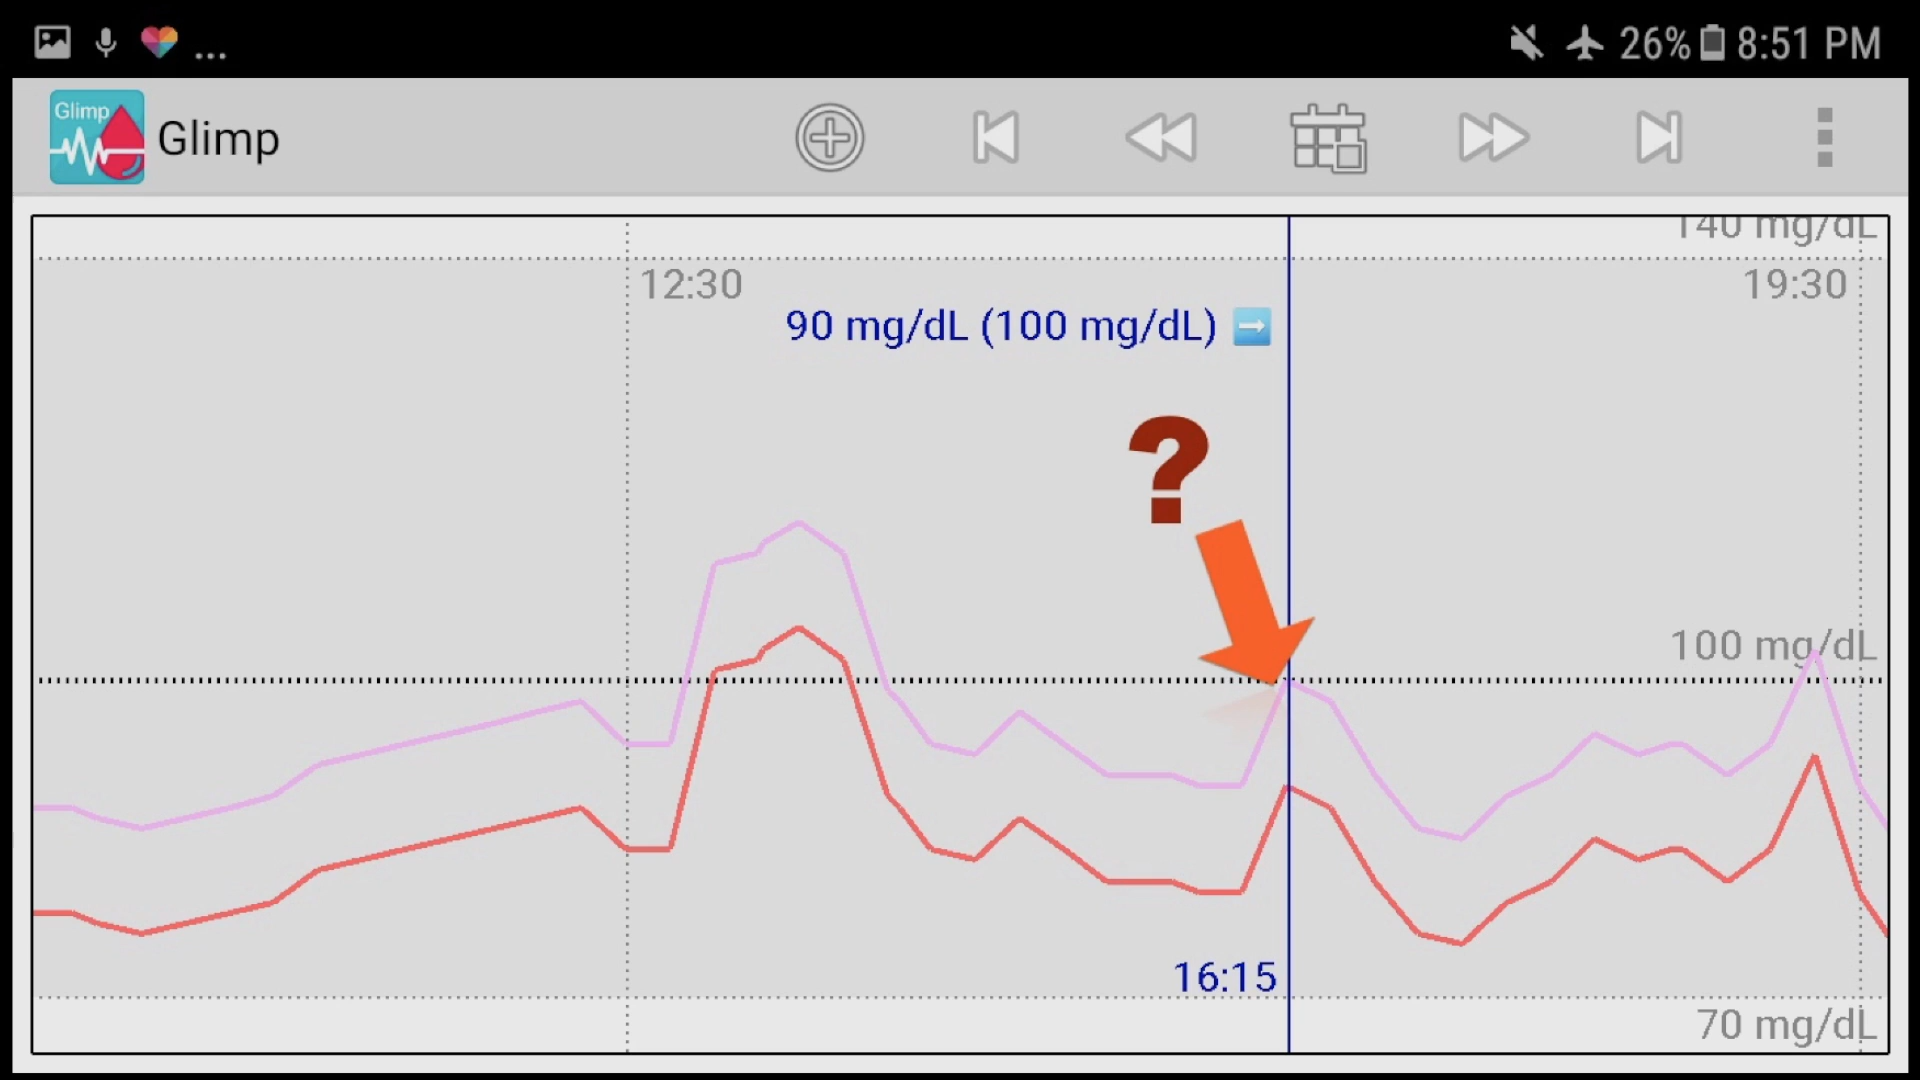 ... 26% 8:51 PM
Glimp Glimp
140 mg/dL
12:30 19:30
90 mg/dL (100 mg/dL) ➡
?
100 mg/dL
16:15
70 mg/dL